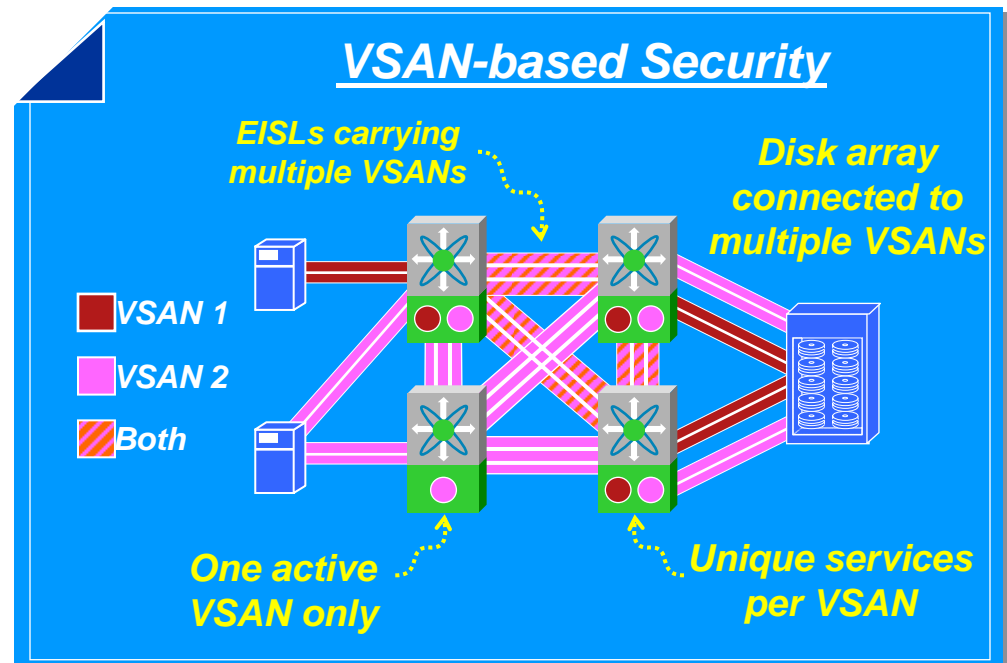 VSAN-based Security
EISLs carrying
multiple VSANs
Disk array
connected to
multiple VSANs
VSAN 1
VSAN 2
Both
One active
VSAN only
Unique services
per VSAN